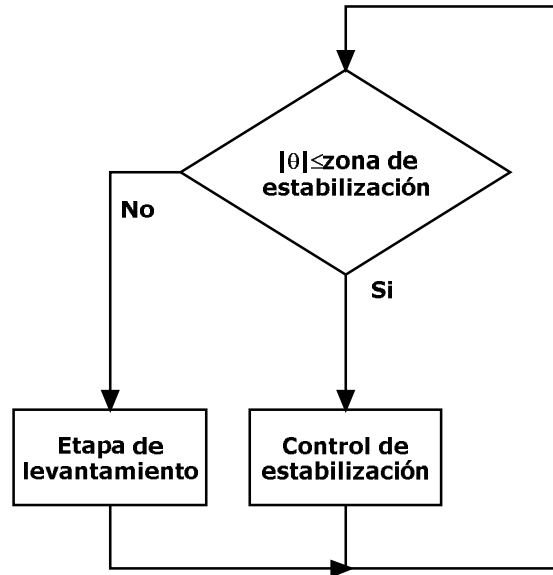 |θ|≤zona de
estabilización
No
Si
Etapa de
levantamiento
Control de
estabilización